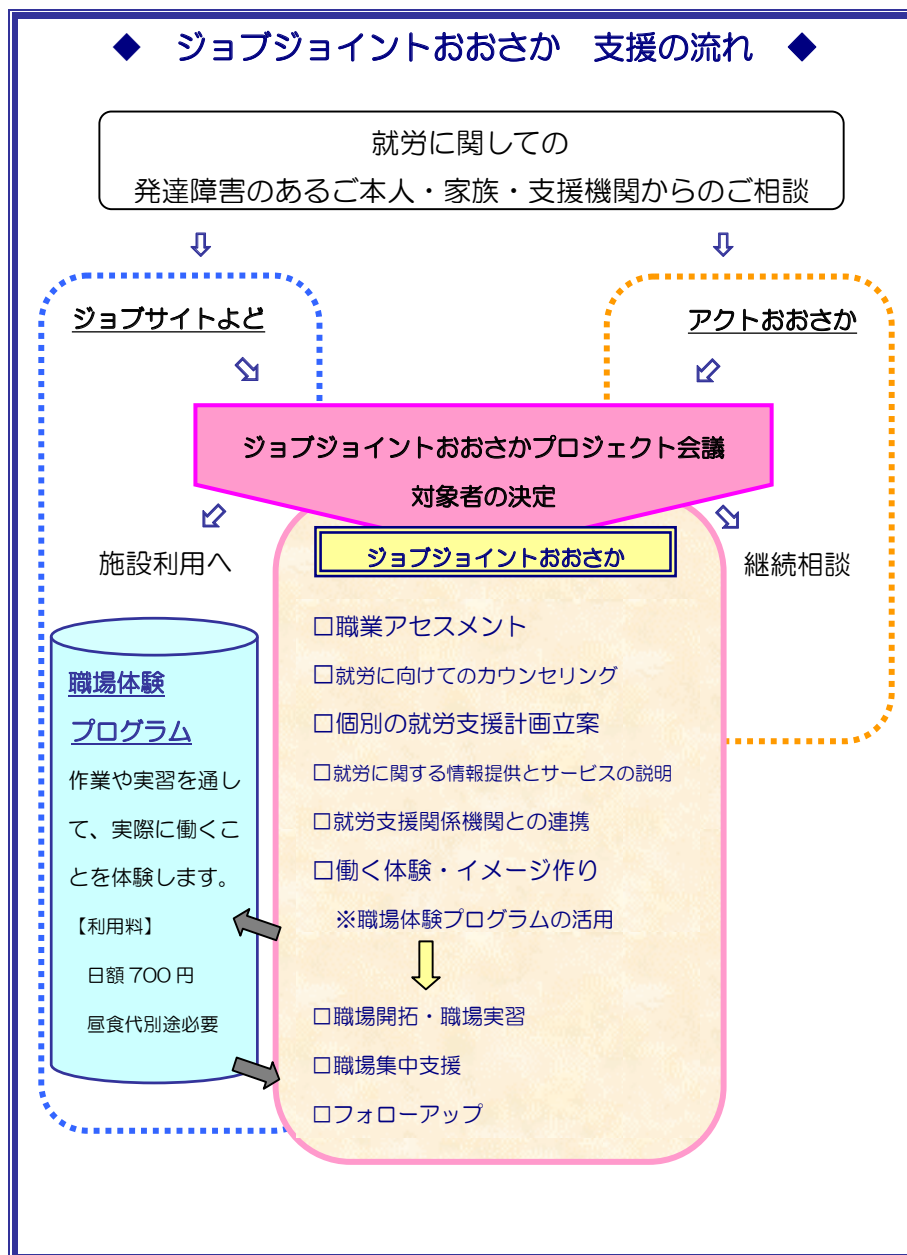 ◆ ジョブジョイントおおさか 支援の流れ ◆
就労に関しての
発達障害のあるご本人・家族・支援機関からのご相談
ジョブサイトよど
アクトおおさか
ジョブジョイントおおさかプロジェクト会議
対象者の決定
施設利用へ
継続相談
ジョブジョイントおおさか
□職業アセスメント
□就労に向けてのカウンセリング
□個別の就労支援計画立案
□就労に関する情報提供とサービスの説明
□就労支援関係機関との連携
□働く体験・イメージ作り
※職場体験プログラムの活用
□職場開拓・職場実習
□職場集中支援
□フォローアップ
職場体験
プログラム
作業や実習を通し
て、実際に働くこ
とを体験します。
【利用料】
日額700円
昼食代別途必要